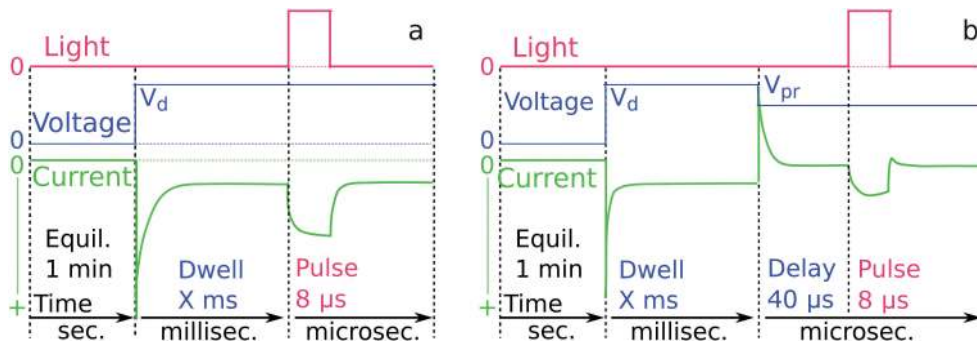 a
Light
0
V_d
Voltage
0
0
Current
Equil.
1 min
Dwell
X ms
Pulse
8 μs
+
Time
sec.
millisec.
microsec.
b
Light
0
V_d
V_pr
Voltage
0
0
Current
Equil.
1 min
Dwell
X ms
Delay
40 μs
Pulse
8 μs
+
Time
sec.
millisec.
microsec.